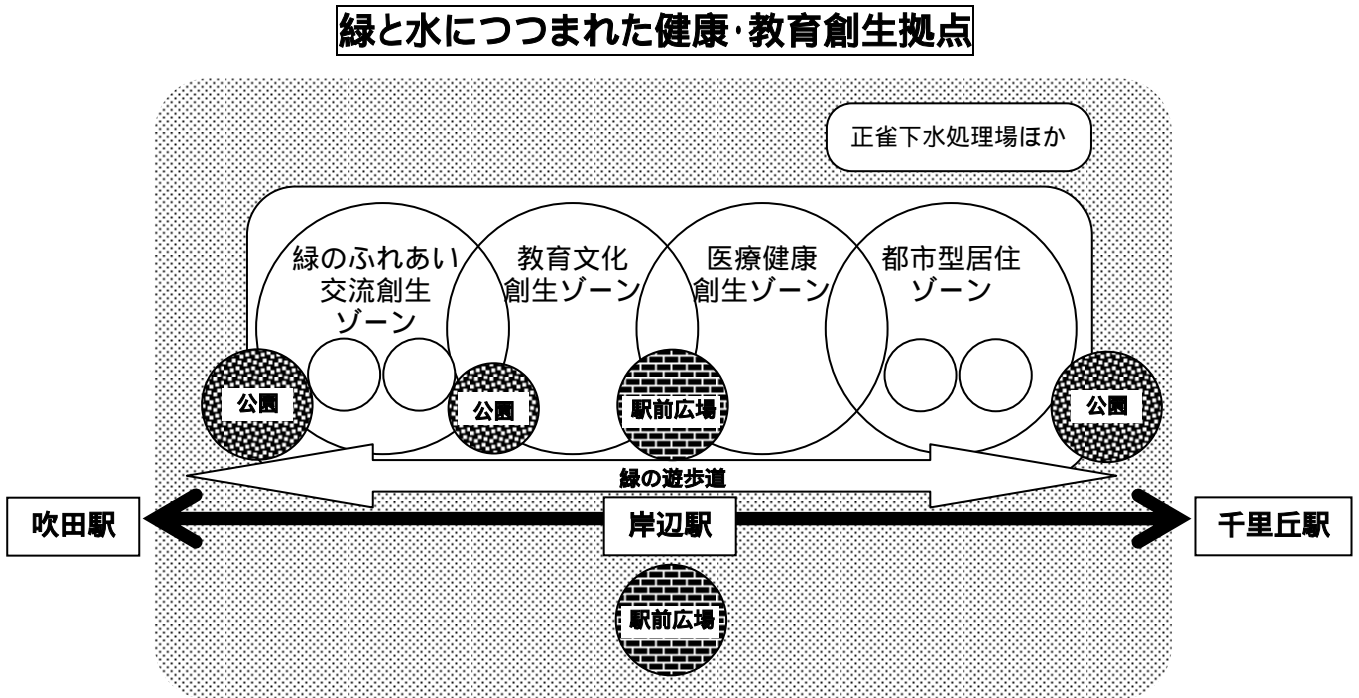 緑と水につつまれた健康・教育創生拠点
正雀下水処理場ほか
緑のふれあい
交流創生
ゾーン
教育文化
創生ゾーン
医療健康
創生ゾーン
都市型居住
ゾーン
公園
公園
駅前広場
公園
緑の遊歩道
吹田駅
岸辺駅
千里丘駅
駅前広場